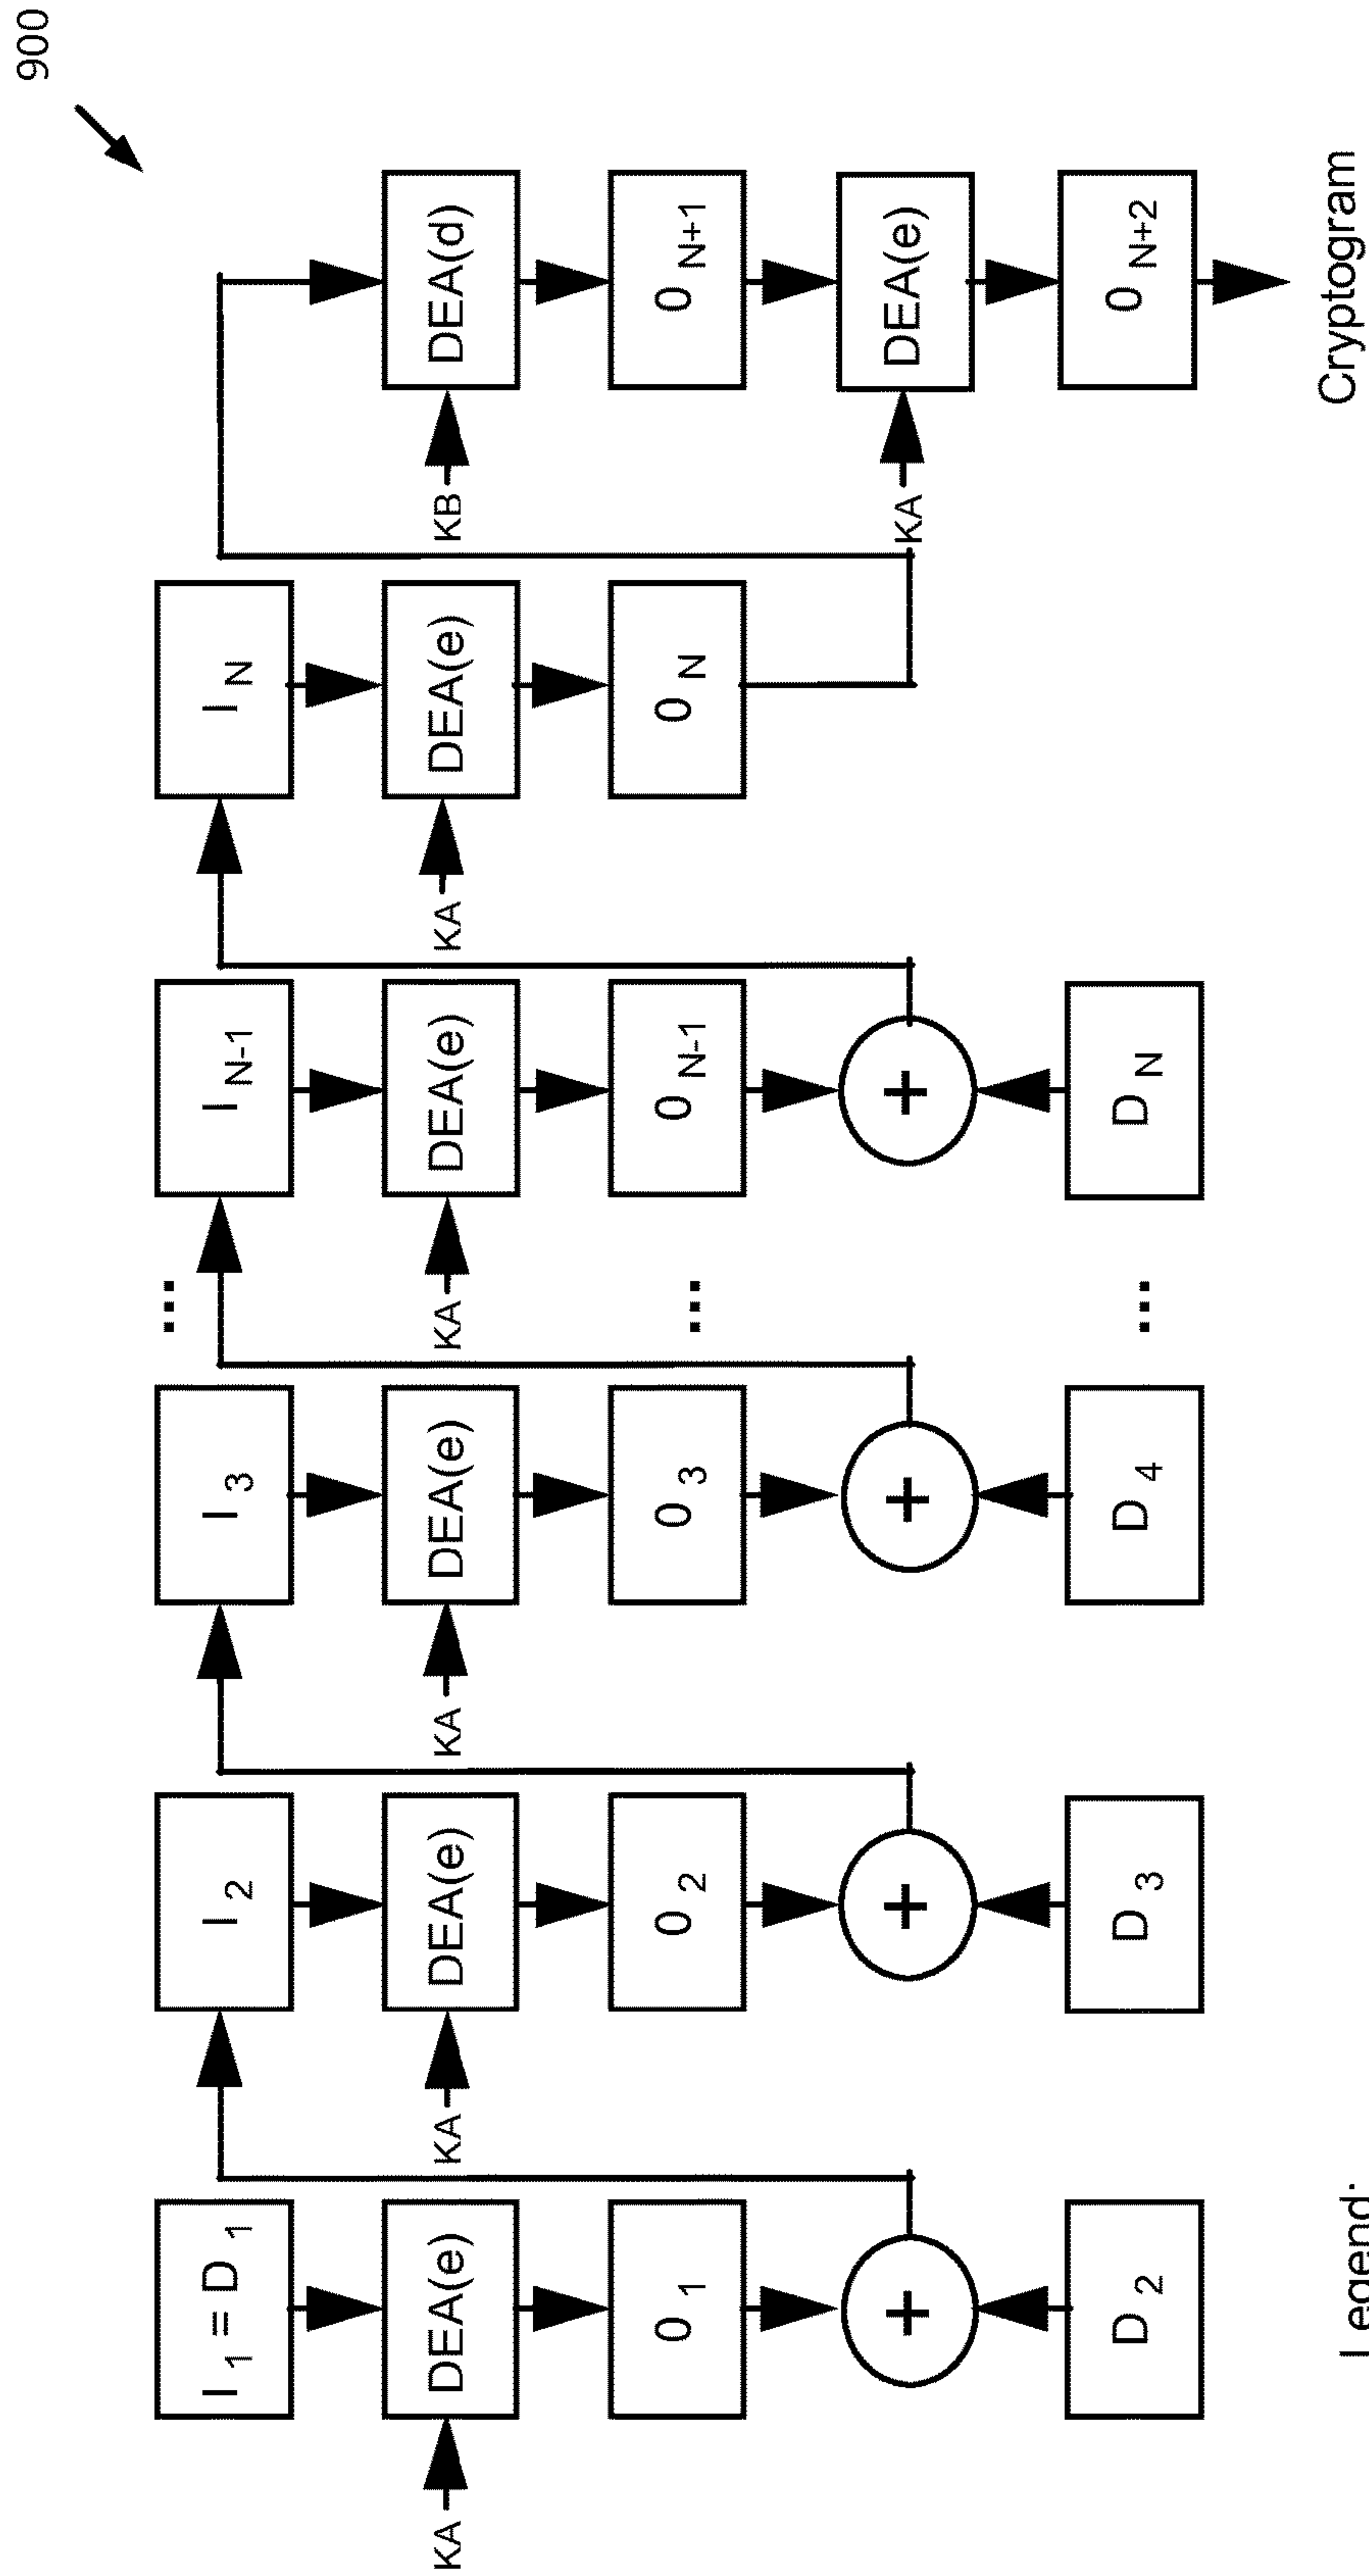 900
I 1 = D 1
I 2
I 3
...
I N-1
I N
KA
DEA(e)
KA
DEA(e)
KA
DEA(e)
KA
DEA(e)
KA
DEA(e)
KB
DEA(d)
0 1
0 2
0 3
...
0 N-1
0 N
0 N+1
+
+
+
+
KA
DEA(e)
D 2
D 3
D 4
...
D N
0 N+2
Legend:
Cryptogram